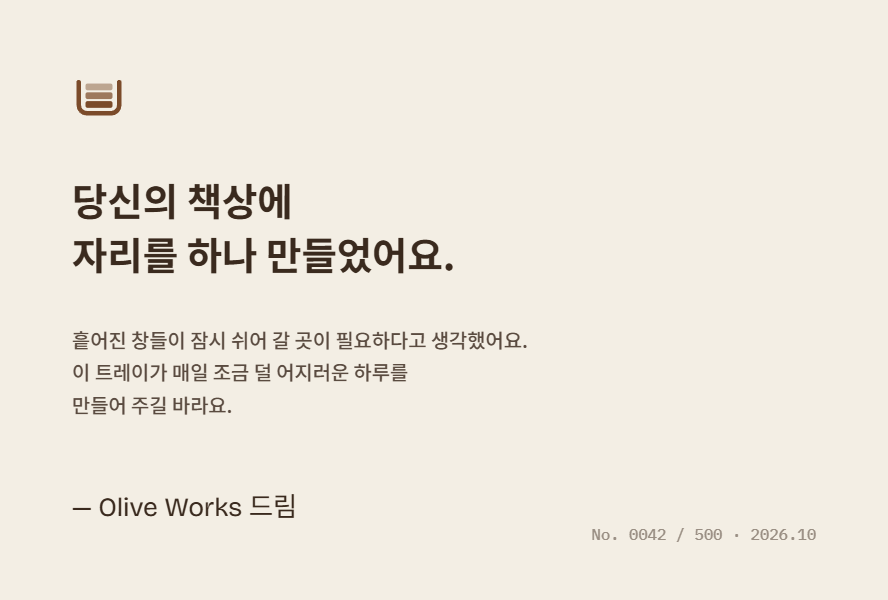 당신의 책상에
자리를 하나 만들었어요.
흩어진 창들이 잠시 쉬어 갈 곳이 필요하다고 생각했어요.
이 트레이가 매일 조금 덜 어지러운 하루를
만들어 주길 바라요.
— Olive Works 드림
No. 0042 / 500 · 2026.10